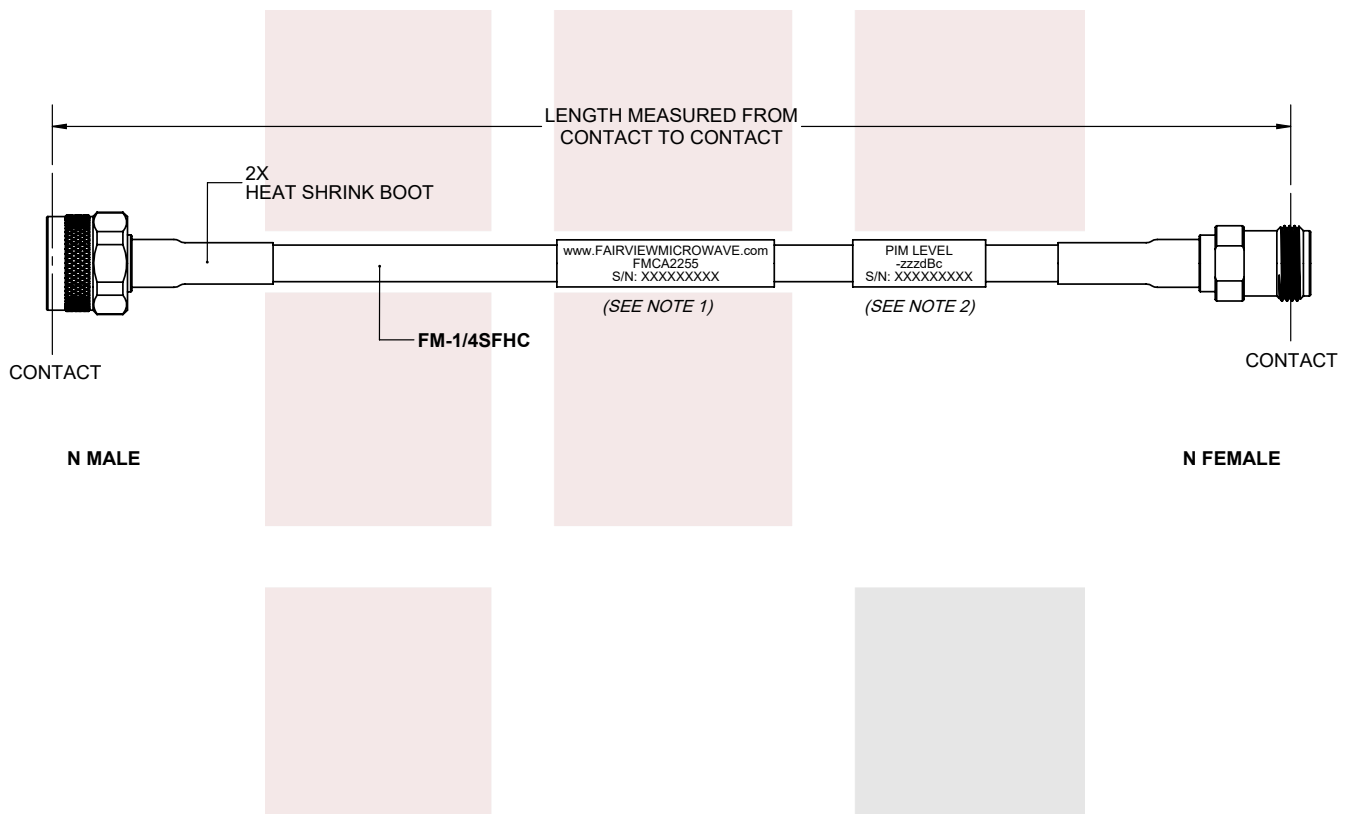 LENGTH MEASURED FROM
CONTACT TO CONTACT
2X
HEAT SHRINK BOOT
www.FAIRVIEWMICROWAVE.com
FMCA2255
S/N: XXXXXXXXX
PIM LEVEL
-zzzdBc
S/N: XXXXXXXXX
(SEE NOTE 1)
(SEE NOTE 2)
FM-1/4SFHC
CONTACT
CONTACT
N MALE
N FEMALE